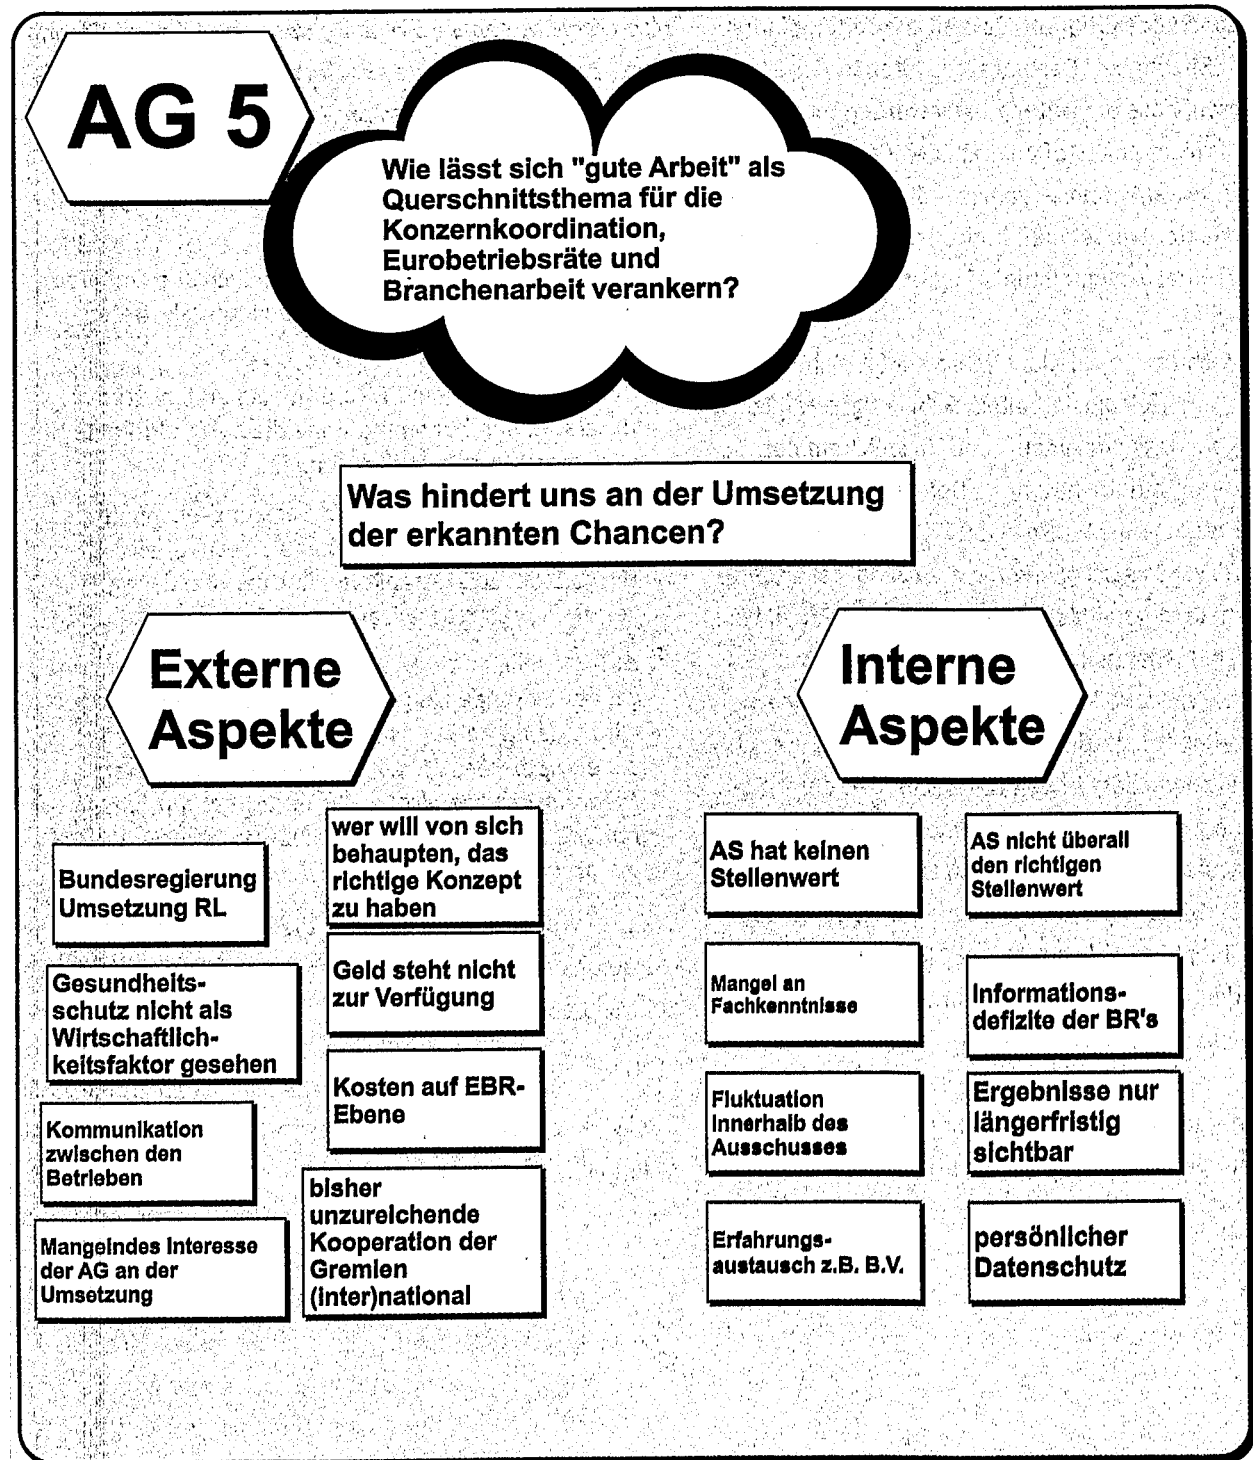 AG 5
Wie lässt sich "gute Arbeit" als
Querschnittsthema für die
Konzernkoordination,
Eurobetriebsräte und
Branchenarbeit verankern?
Was hindert uns an der Umsetzung
der erkannten Chancen?
Externe
Aspekte
Bundesregierung
Umsetzung RL
Gesundheits-
schutz nicht als
Wirtschaftlich-
keitsfaktor gesehen
Kommunikation
zwischen den
Betrieben
Mangelndes Interesse
der AG an der
Umsetzung
wer will von sich
behaupten, das
richtige Konzept
zu haben
Geld steht nicht
zur Verfügung
Kosten auf EBR-
Ebene
bisher
unzureichende
Kooperation der
Gremien
(inter)national
Interne
Aspekte
AS hat keinen
Stellenwert
Mangel an
Fachkenntnisse
Fluktuation
innerhalb des
Ausschusses
Erfahrungs-
austausch z.B. B.V.
AS nicht überall
den richtigen
Stellenwert
Informations-
defizite der BR's
Ergebnisse nur
längerfristig
sichtbar
persönlicher
Datenschutz